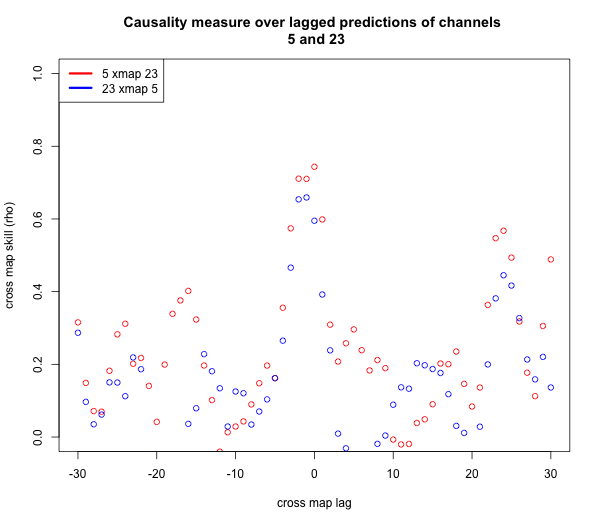 Causality measure over lagged predictions of channels
5 and 23
5 xmap 23
23 xmap 5
cross map skill (rho)
1.0
0.8
0.6
0.4
0.2
0.0
-30 -20 -10 0 10 20 30
cross map lag